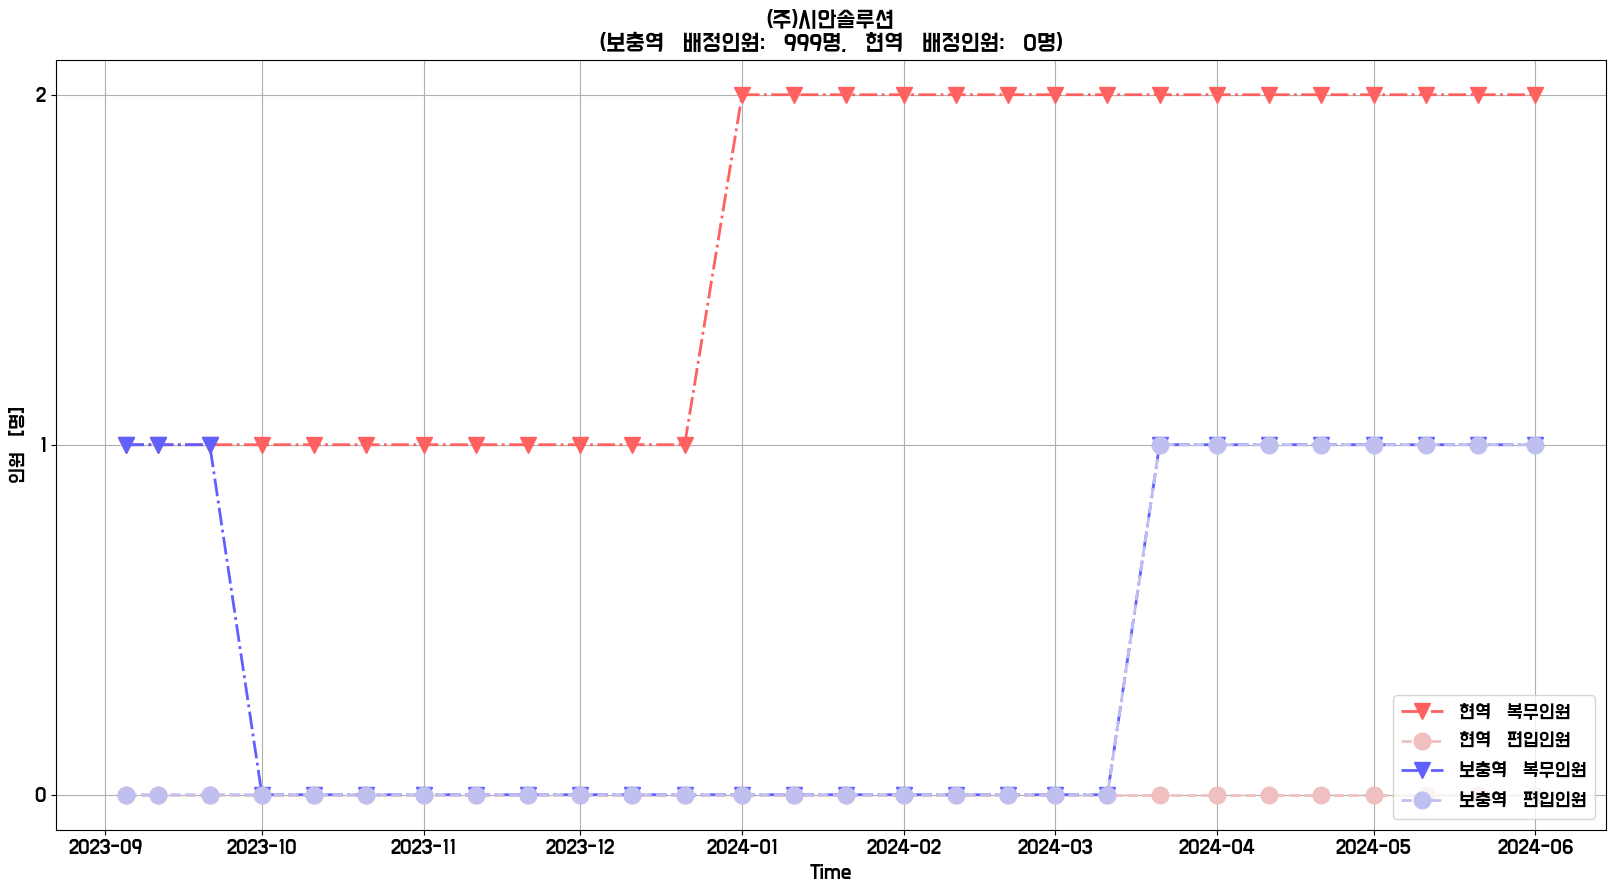 (주)시안솔루션
(보충역 배정인원: 999명, 현역 배정인원: 0명)
2
1
0
인원 [명]
2023-09 2023-10 2023-11 2023-12 2024-01 2024-02 2024-03 2024-04 2024-05 2024-06
Time
현역 복무인원
현역 편입인원
보충역 복무인원
보충역 편입인원